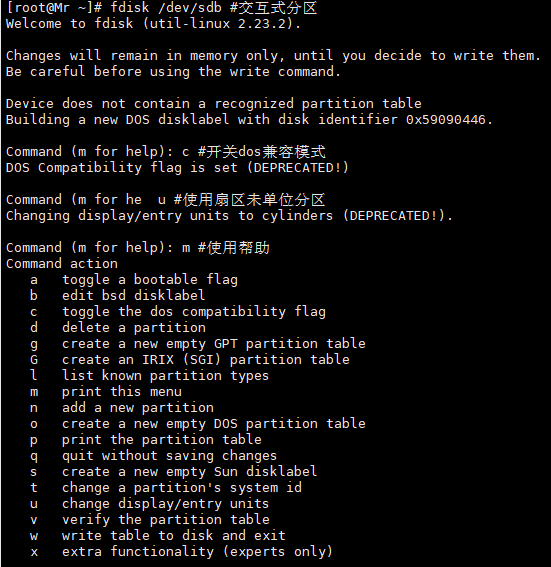 [root@Mr ~]# fdisk /dev/sdb #交互式分区
Welcome to fdisk (util-linux 2.23.2).
Changes will remain in memory only, until you decide to write them.
Be careful before using the write command.
Device does not contain a recognized partition table
Building a new DOS disklabel with disk identifier 0x59090446.
Command (m for help): c #开关dos兼容模式
DOS Compatibility flag is set (DEPRECATED!)
Command (m for he  u #使用扇区未单位分区
Changing display/entry units to cylinders (DEPRECATED!).
Command (m for help): m #使用帮助
Command action
a   toggle a bootable flag
b   edit bsd disklabel
c   toggle the dos compatibility flag
d   delete a partition
g   create a new empty GPT partition table
G   create an IRIX (SGI) partition table
l   list known partition types
m   print this menu
n   add a new partition
o   create a new empty DOS partition table
p   print the partition table
q   quit without saving changes
s   create a new empty Sun disklabel
t   change a partition's system id
u   change display/entry units
v   verify the partition table
w   write table to disk and exit
x   extra functionality (experts only)